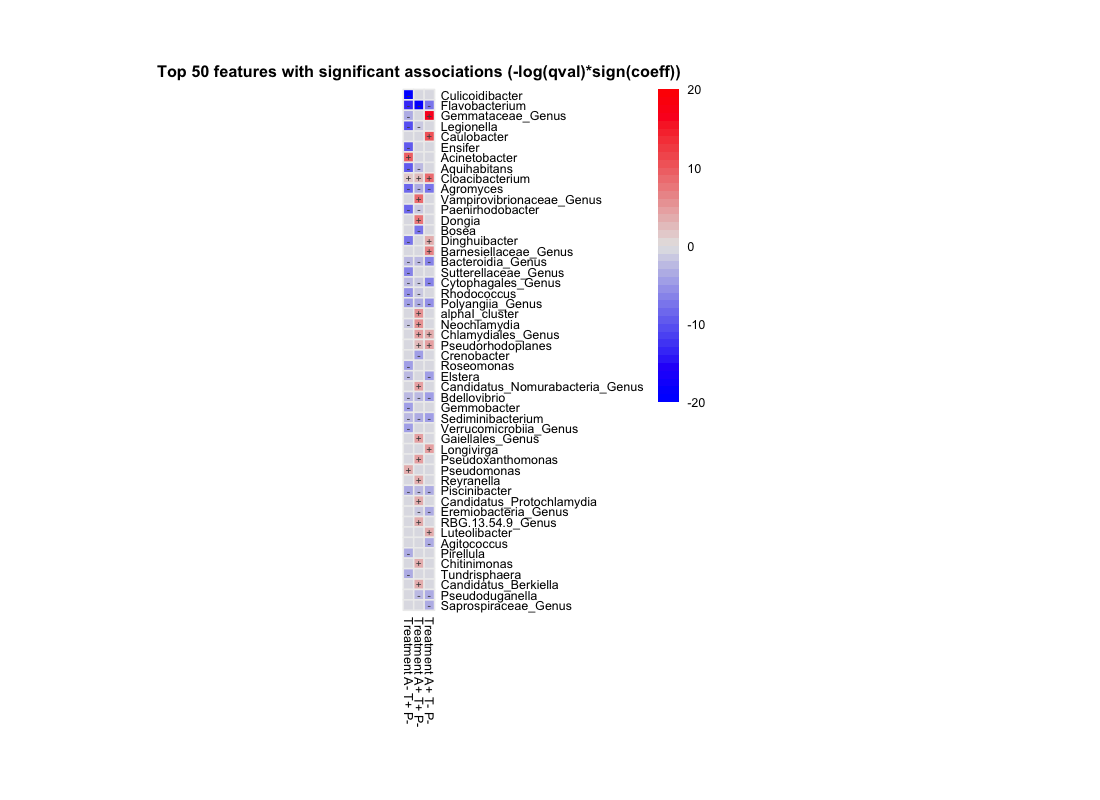 Top 50 features with significant associations (-log(qval)*sign(coeff))
Culicoidibacter
Flavobacterium
Gemmataceae_Genus
Legionella
Caulobacter
Ensifer
Acinetobacter
Aquihabitans
Cloacibacterium
Agromyces
Vampirovibrionaceae_Genus
Paenirhodobacter
Dongia
Bosea
Dinghuibacter
Barnesiellaceae_Genus
Bacteroidia_Genus
Sutterellaceae_Genus
Cytophagales_Genus
Rhodococcus
Polyangiia_Genus
alphaI_cluster
Neochlamydia
Chlamydiales_Genus
Pseudorhodoplanes
Crenobacter
Roseomonas
Elstera
Candidatus_Nomurabacteria_Genus
Bdellovibrio
Gemmobacter
Sediminibacterium
Verrucomicrobiia_Genus
Gaiellales_Genus
Longivirga
Pseudoxanthomonas
Pseudomonas
Reyranella
Piscinibacter
Candidatus_Protochlamydia
Eremiobacteria_Genus
RBG.13.54.9_Genus
Luteolibacter
Agitococcus
Pirellula
Chitinimonas
Tundrisphaera
Candidatus_Berkiella
Pseudoduganella
Saprospiraceae_Genus
Treatment A- T+ P-
Treatment A+ T+ P-
Treatment A+ T- P-
20
10
0
-10
-20